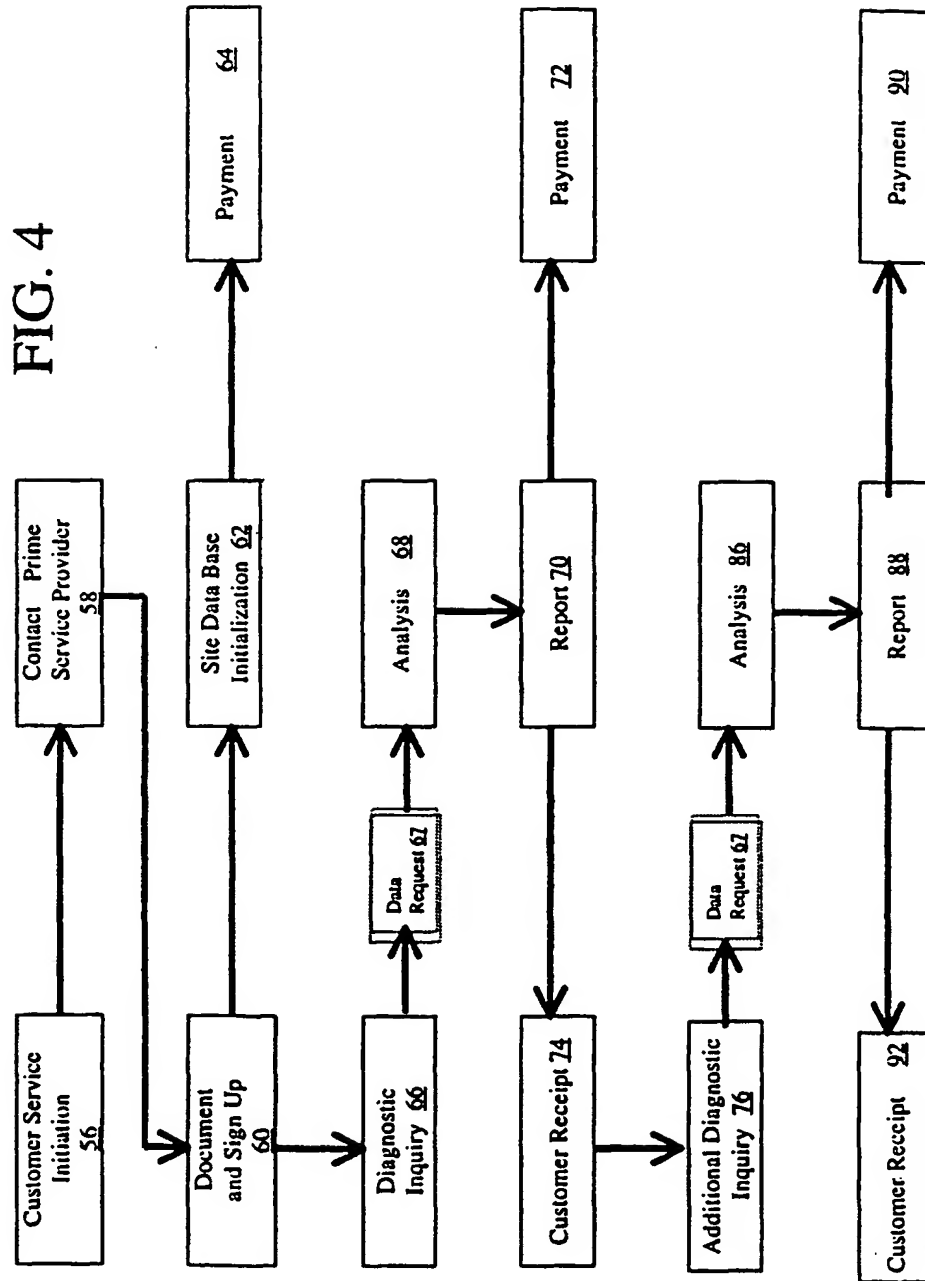 FIG. 4
Customer Service
Initiation
56
Contact Prime
Service Provider
58
Document
and Sign Up
60
Site Data Base
Initialization 62
Payment 64
Diagnostic
Inquiry 66
Data
Request 67
Analysis 68
Report 70
Payment 72
Customer Receipt 74
Additional Diagnostic
Inquiry 76
Data
Request 67
Analysis 86
Report 88
Payment 90
Customer Receipt 92